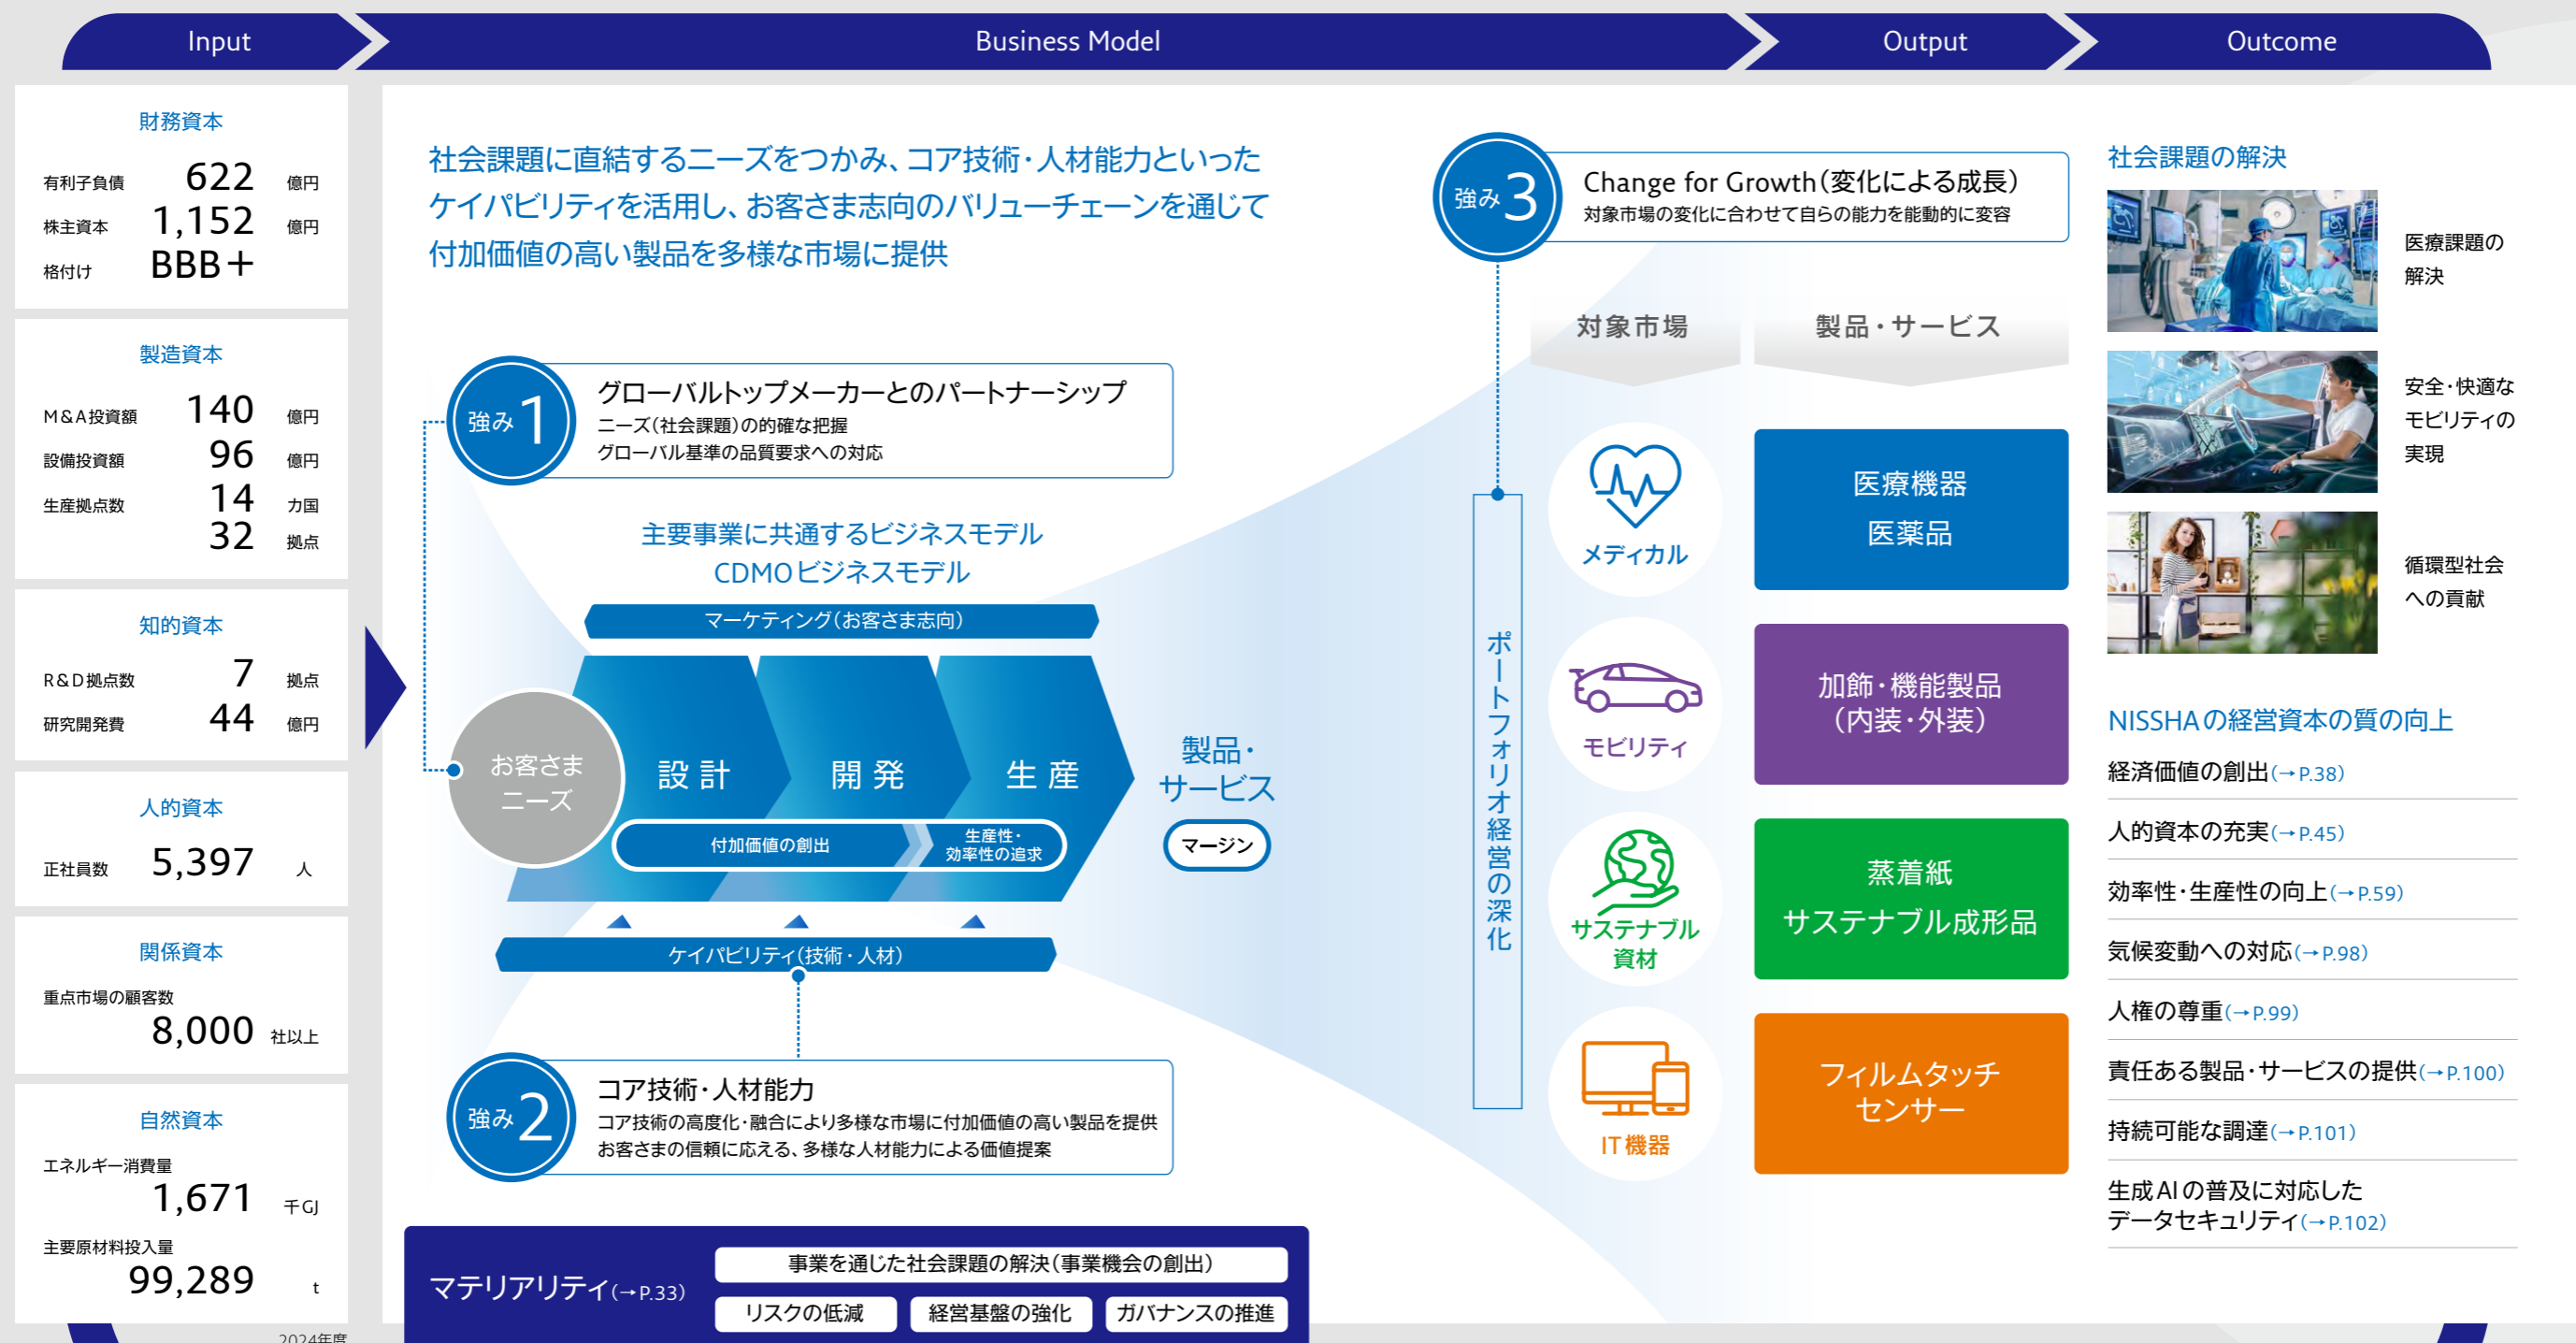 Input
Business Model
Output
Outcome
財務資本
有利子負債 622 億円
株主資本 1,152 億円
格付け BBB+
製造資本
M&A投資額 140 億円
設備投資額 96 億円
生産拠点数 14 カ国
32 拠点
知的資本
R&D拠点数 7 拠点
研究開発費 44 億円
人的資本
正社員数 5,397 人
関係資本
重点市場の顧客数
8,000 社以上
自然資本
エネルギー消費量
1,671 千GJ
主要原材料投入量
99,289 t
2024年度
社会課題に直結するニーズをつかみ、コア技術・人材能力といった
ケイパビリティを活用し、お客さま志向のバリューチェーンを通じて
付加価値の高い製品を多様な市場に提供
強み1
グローバルトップメーカーとのパートナーシップ
ニーズ(社会課題)の的確な把握
グローバル基準の品質要求への対応
主要事業に共通するビジネスモデル
CDMOビジネスモデル
マーケティング(お客さま志向)
お客さま
ニーズ
設計
開発
生産
付加価値の創出
生産性・
効率性の追求
製品・
サービス
マージン
ケイパビリティ(技術・人材)
強み2
コア技術・人材能力
コア技術の高度化・融合により多様な市場に付加価値の高い製品を提供
お客さまの信頼に応える、多様な人材能力による価値提案
マテリアリティ(→P.33)
事業を通じた社会課題の解決(事業機会の創出)
リスクの低減
経営基盤の強化
ガバナンスの推進
強み3
Change for Growth(変化による成長)
対象市場の変化に合わせて自らの能力を能動的に変容
ポートフォリオ経営の深化
対象市場
製品・サービス
メディカル
医療機器
医薬品
モビリティ
加飾・機能製品
(内装・外装)
サステナブル
資材
蒸着紙
サステナブル成形品
IT機器
フィルムタッチ
センサー
社会課題の解決
医療課題の
解決
安全・快適な
モビリティの
実現
循環型社会
への貢献
NISSHAの経営資本の質の向上
経済価値の創出(→P.38)
人的資本の充実(→P.45)
効率性・生産性の向上(→P.59)
気候変動への対応(→P.98)
人権の尊重(→P.99)
責任ある製品・サービスの提供(→P.100)
持続可能な調達(→P.101)
生成AIの普及に対応した
データセキュリティ(→P.102)